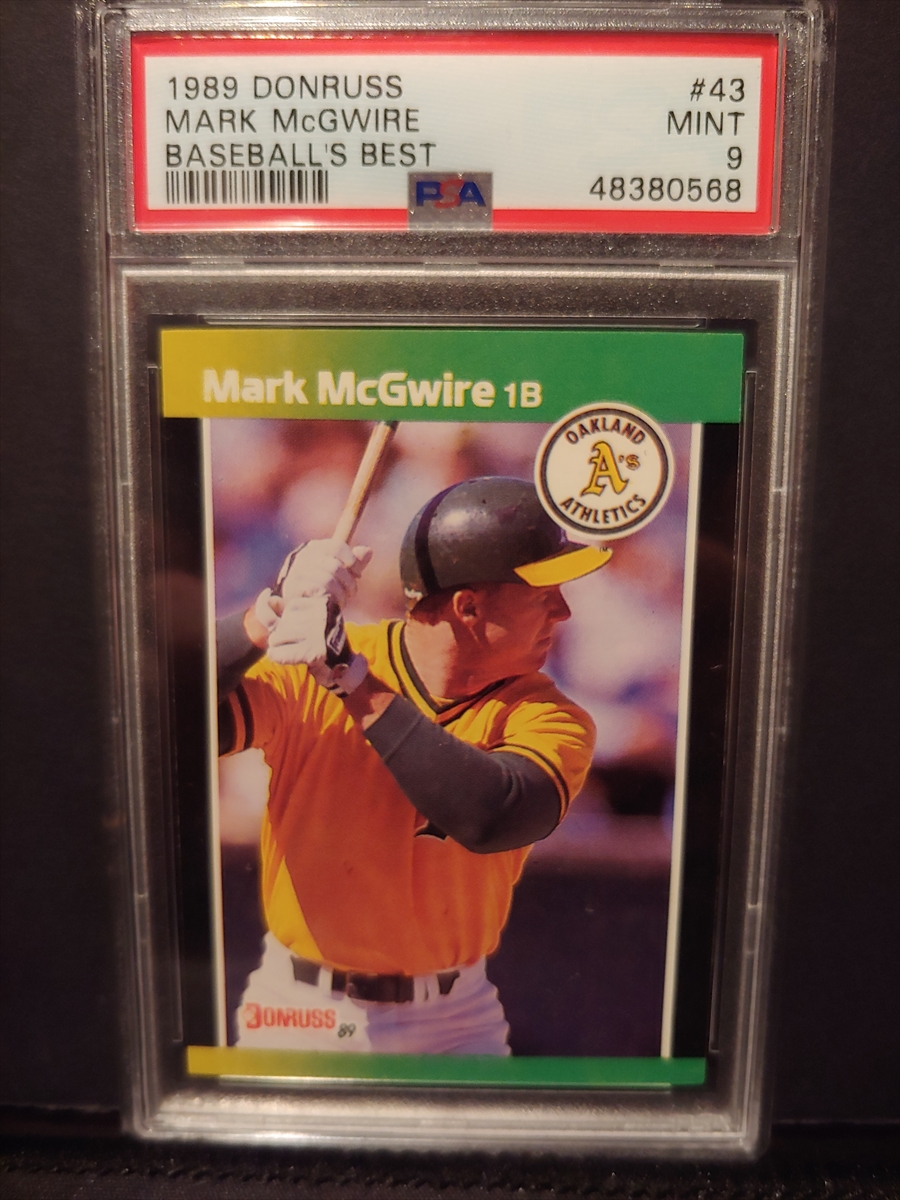 1989 DONRUSS #43
MARK McGWIRE MINT
BASEBALL'S BEST 9
PSA 48380568
Mark McGwire 1B
OAKLAND
A's
ATHLETICS
DONRUSS 89